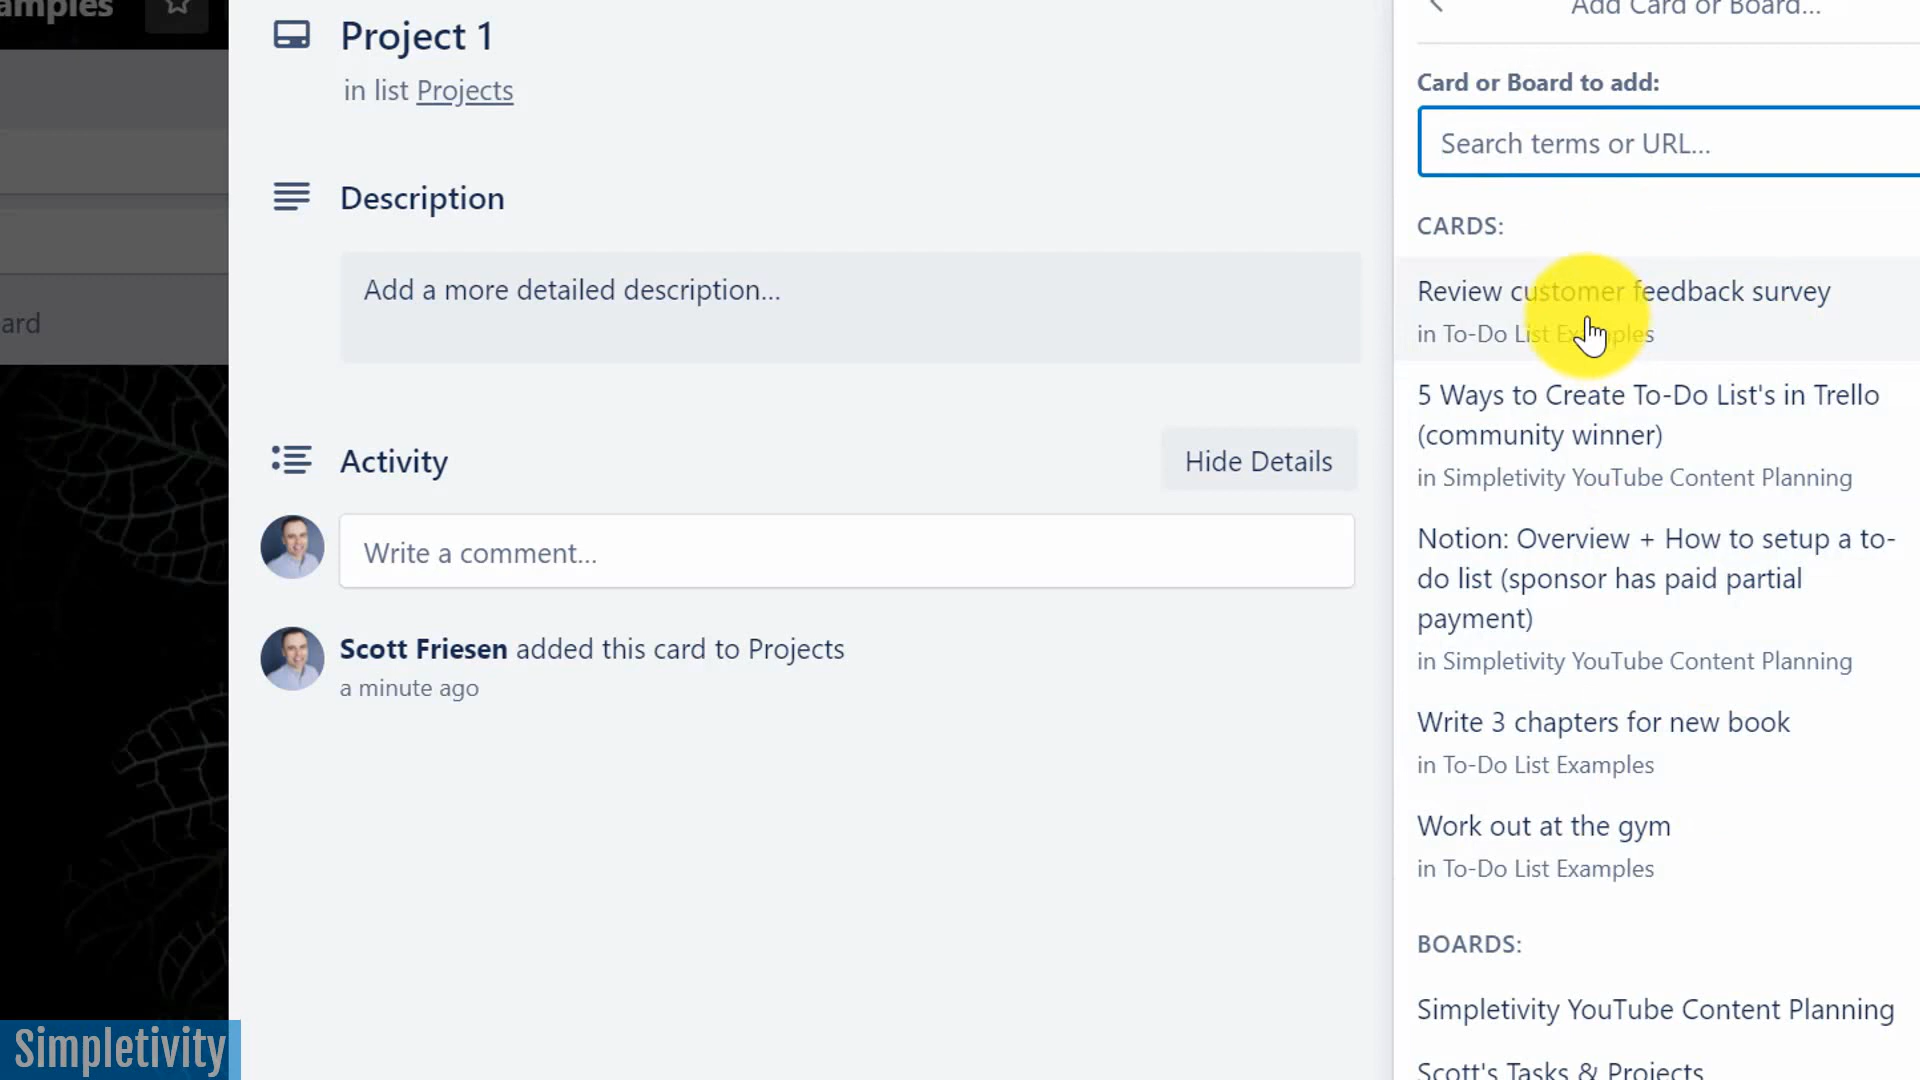 amples
Project 1
in list Projects
Description
Add a more detailed description...
ard
Activity
Hide Details
Write a comment...
Scott Friesen added this card to Projects
a minute ago
Add Card or Board...
Card or Board to add:
Search terms or URL...
CARDS:
Review customer feedback survey
in To-Do List Examples
5 Ways to Create To-Do List's in Trello
(community winner)
in Simpletivity YouTube Content Planning
Notion: Overview + How to setup a to-
do list (sponsor has paid partial
payment)
in Simpletivity YouTube Content Planning
Write 3 chapters for new book
in To-Do List Examples
Work out at the gym
in To-Do List Examples
BOARDS:
Simpletivity YouTube Content Planning
Scott's Tasks & Projects
Simpletivity